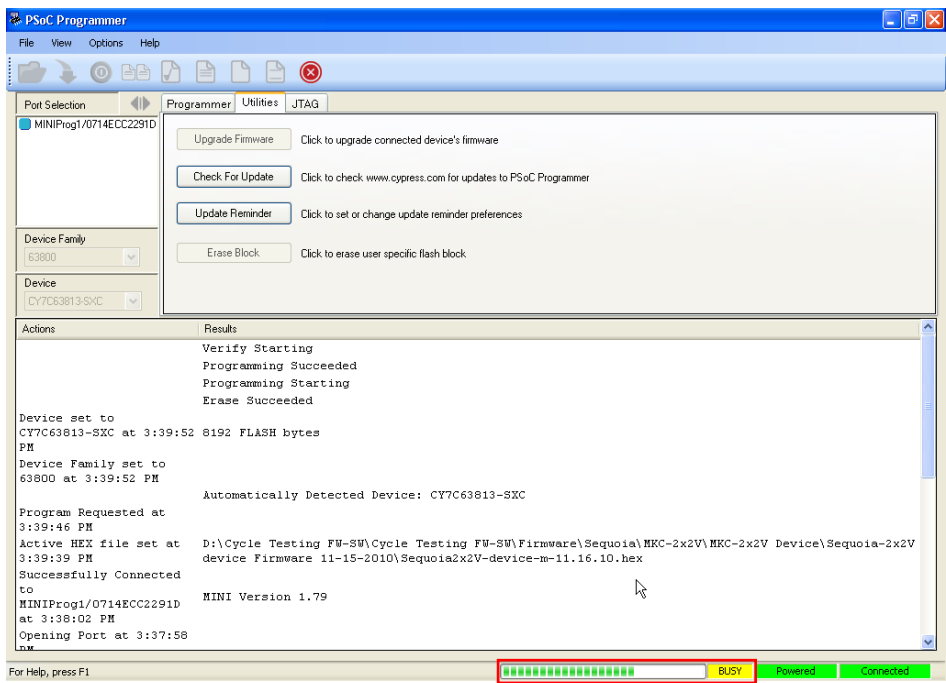 PSoC Programmer
File View Options Help
Port Selection
Programmer Utilities JTAG
MINIProg1/0714ECC2291D
Upgrade Firmware Click to upgrade connected device's firmware
Check For Update Click to check www.cypress.com for updates to PSoC Programmer
Update Reminder Click to set or change update reminder preferences
Erase Block Click to erase user specific flash block
Device Family
63800
Device
CY7C63813-SXC
Actions Results
Verify Starting
Programming Succeeded
Programming Starting
Erase Succeeded
Device set to
CY7C63813-SXC at 3:39:52 8192 FLASH bytes
PM
Device Family set to
63800 at 3:39:52 PM
Automatically Detected Device: CY7C63813-SXC
Program Requested at
3:39:46 PM
Active HEX file set at D:\Cycle Testing FW-SW\Cycle Testing FW-SW\Firmware\Sequoia\MKC-2x2V\MKC-2x2V Device\Sequoia-2x2V
3:39:39 PM device Firmware 11-15-2010\Sequoia2x2V-device-m-11.16.10.hex
Successfully Connected
to
MINIProg1/0714ECC2291D MINI Version 1.79
at 3:38:02 PM
Opening Port at 3:37:58
PM
For Help, press F1 BUSY Powered Connected